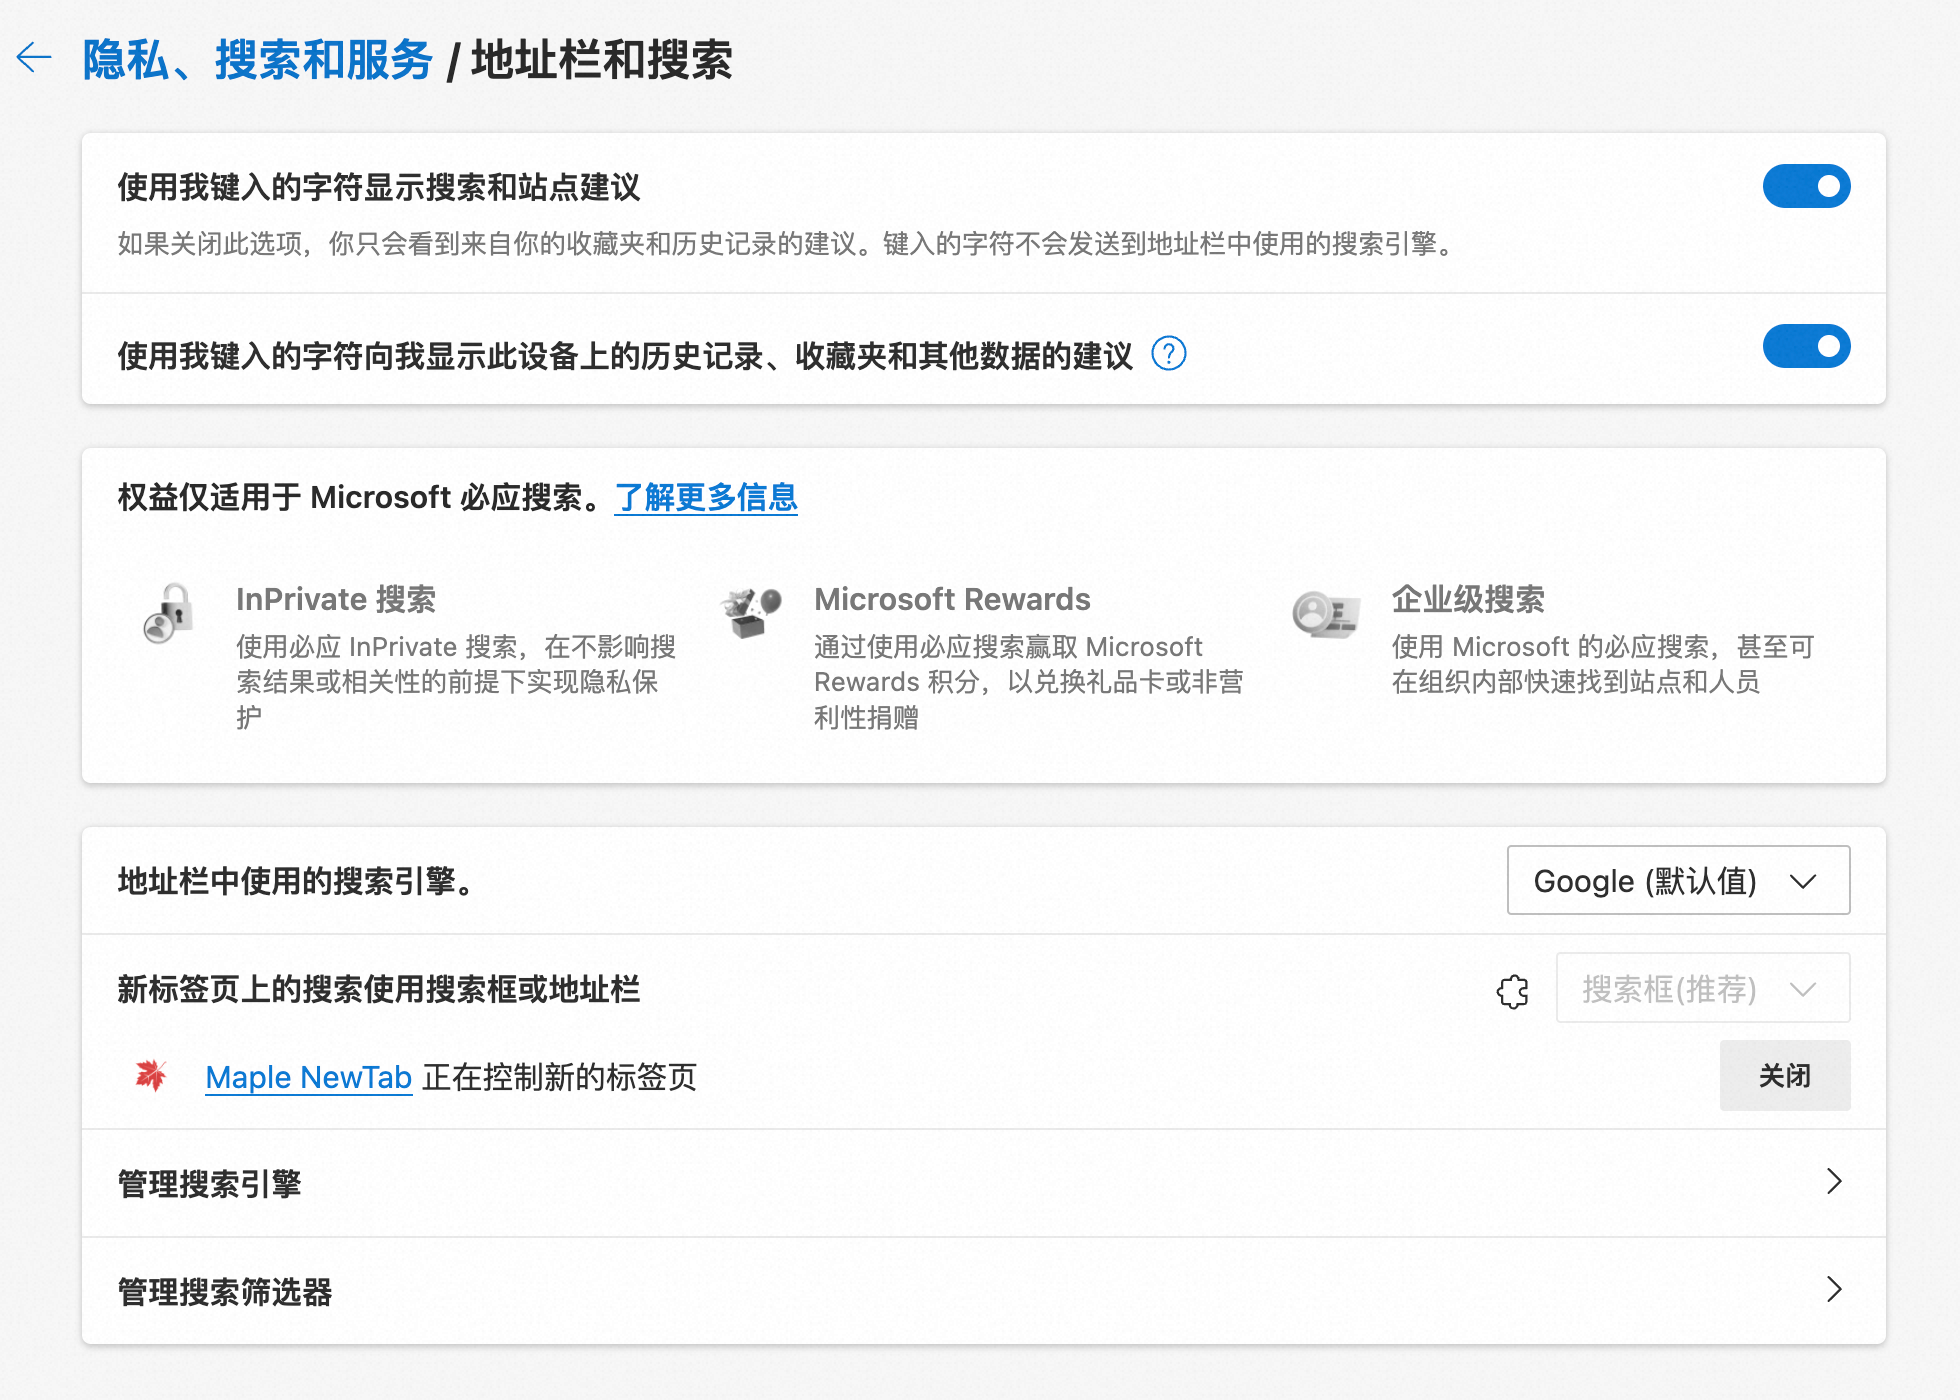 隐私、搜索和服务 / 地址栏和搜索
使用我键入的字符显示搜索和站点建议
如果关闭此选项，你只会看到来自你的收藏夹和历史记录的建议。键入的字符不会发送到地址栏中使用的搜索引擎。
使用我键入的字符向我显示此设备上的历史记录、收藏夹和其他数据的建议
权益仅适用于 Microsoft 必应搜索。了解更多信息
InPrivate 搜索
使用必应 InPrivate 搜索，在不影响搜
索结果或相关性的前提下实现隐私保
护
Microsoft Rewards
通过使用必应搜索赢取 Microsoft
Rewards 积分，以兑换礼品卡或非营
利性捐赠
企业级搜索
使用 Microsoft 的必应搜索，甚至可
在组织内部快速找到站点和人员
地址栏中使用的搜索引擎。
Google (默认值)
新标签页上的搜索使用搜索框或地址栏
搜索框(推荐)
Maple NewTab 正在控制新的标签页
关闭
管理搜索引擎
管理搜索筛选器